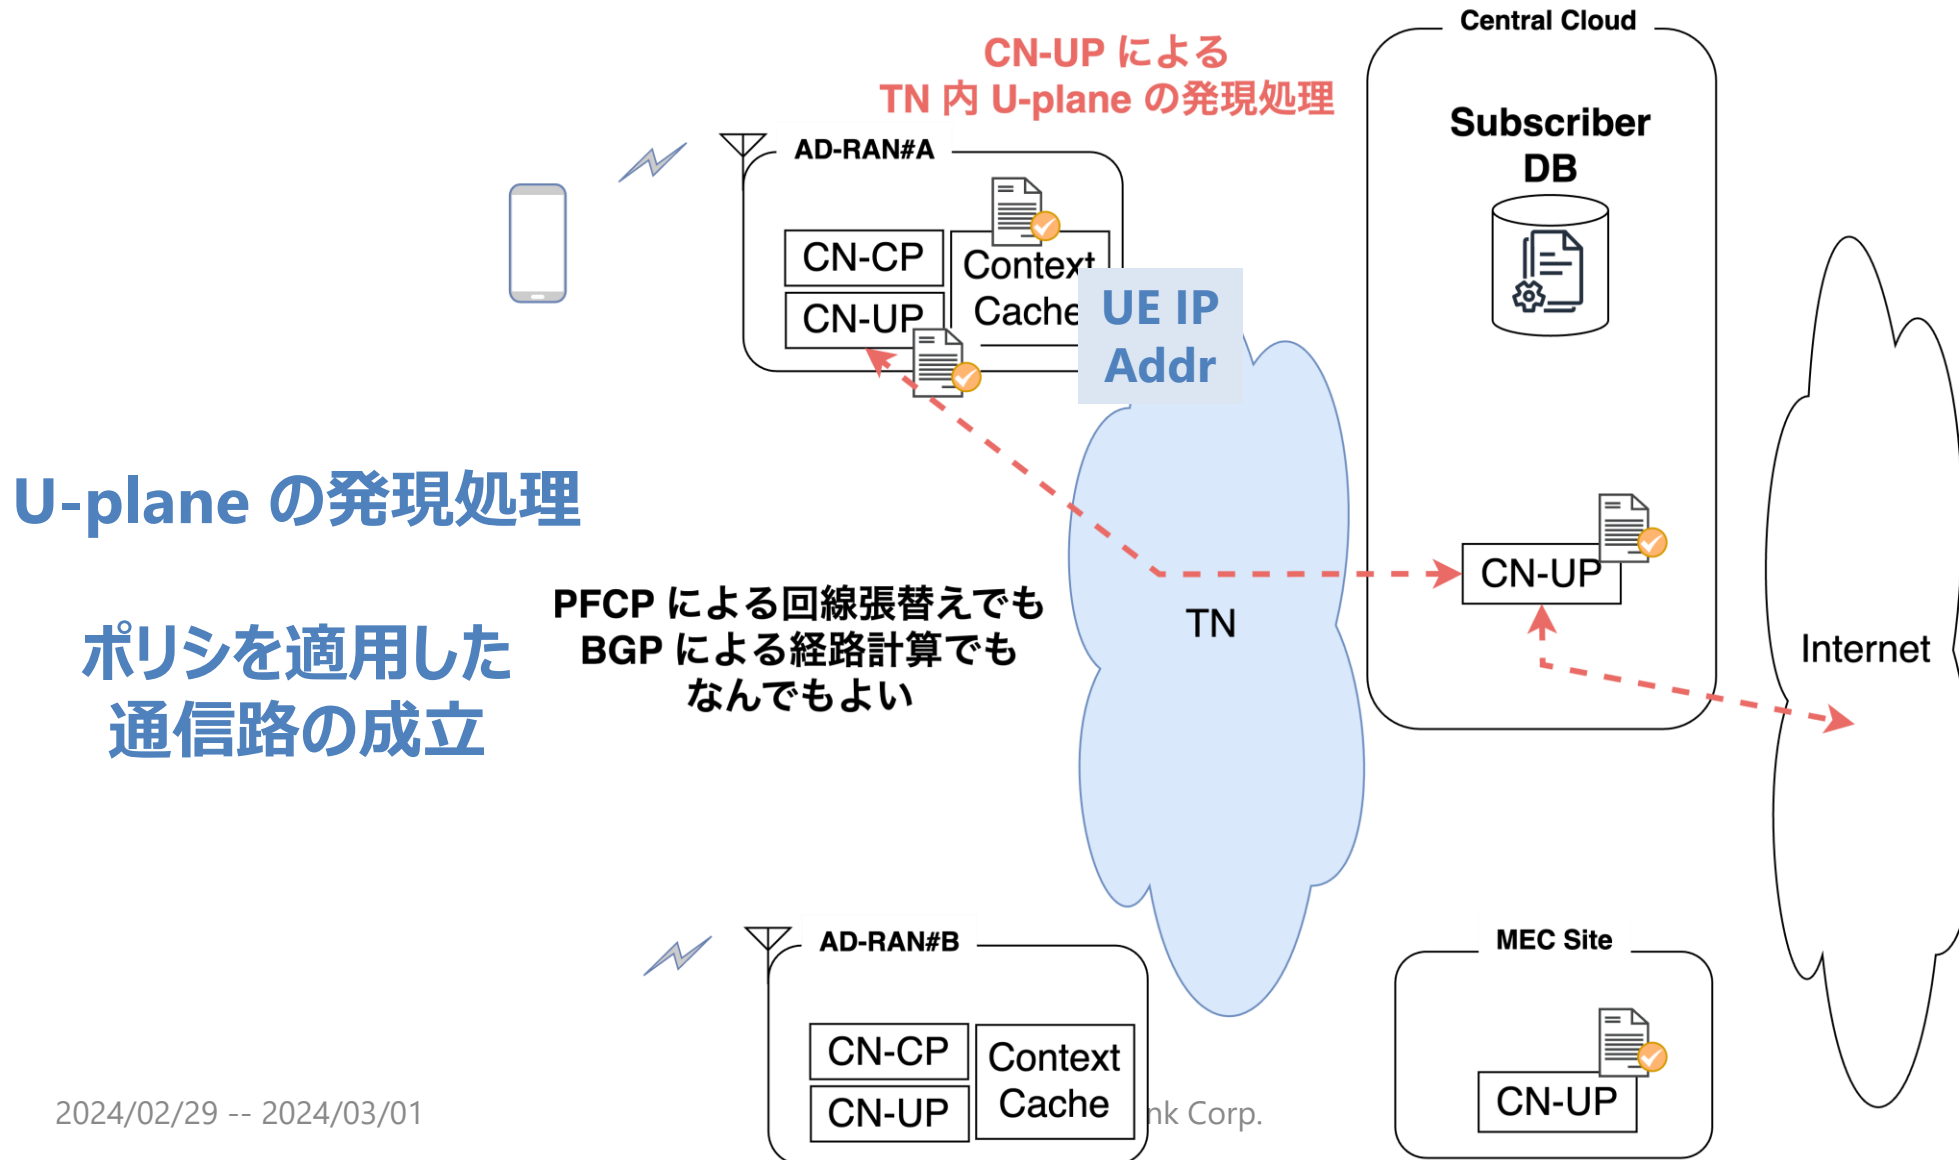 Central Cloud
CN-UP による
TN 内 U-plane の発現処理
Subscriber
DB
AD-RAN#A
CN-CP
CN-UP
Context
Cache
UE IP
Addr
U-plane の発現処理
ポリシを適用した
通信路の成立
PFCP による回線張替えでも
BGP による経路計算でも
なんでもよい
TN
CN-UP
Internet
AD-RAN#B
CN-CP
CN-UP
Context
Cache
MEC Site
CN-UP
2024/02/29 -- 2024/03/01
Corp.